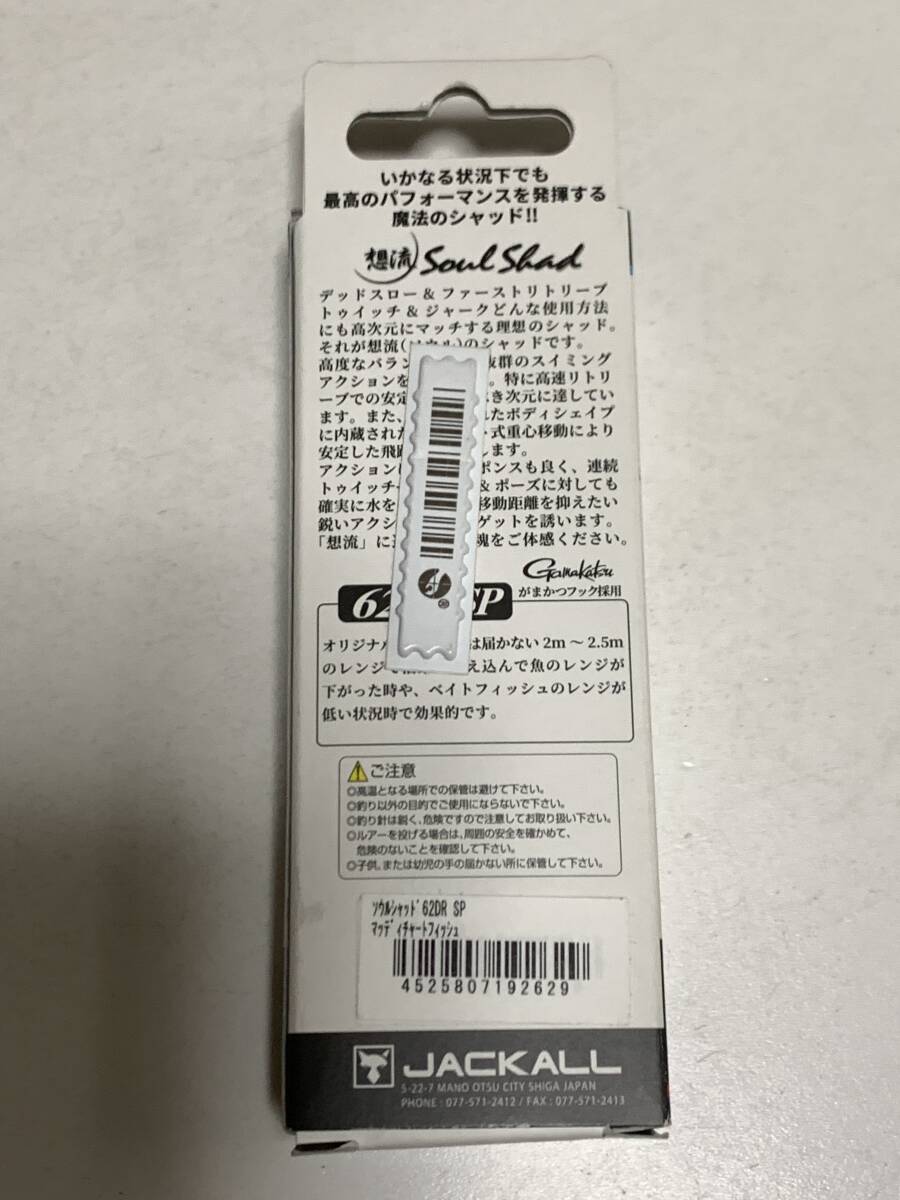 いかなる状況下でも
最高のパフォーマンスを発揮する
魔法のシャッド!!
想流 Soul Shad
デッドスロー&ファーストリトリーブ
トゥイッチ&ジャークどんな使用方法
にも高次元にマッチする理想のシャッド。
それが想流(ソウル)のシャッドです。
高度なバラン 抜群のスイミング
アクションを 。特に高速リトリ
ーブでの安定 き次元に達してい
ます。また、 れたボディシェイプ
に内蔵された ト式重心移動により
安定した飛 します。
アクション ポンスも良く、連続
トゥイッチ &ポーズに対しても
確実に水を 移動距離を抑えたい
鋭いアクシ ゲットを誘います。
「想流」に 魂をご体感ください。
Gamakatsu
がまかつフック採用
62 SP
オリジナ は届かない2m～2.5m
のレンジ え込んで魚のレンジが
下がった時や、ベイトフィッシュのレンジが
低い状況時で効果的です。
ご注意
◎高温となる場所での保管は避けて下さい。
◎釣り以外の目的でご使用にならないで下さい。
◎釣り針は鋭く、危険ですので注意してお取り扱い下さい。
◎ルアーを投げる場合は、周囲の安全を確かめて、
危険のないことを確認して下さい。
◎子供、または幼児の手の届かない所に保管して下さい。
ソウルシャッド62DR SP
マッディチャートフィッシュ
4525807192629
JACKALL
5-22-7 MANO OTSU CITY SHIGA JAPAN
PHONE : 077-571-2412 / FAX : 077-571-2413